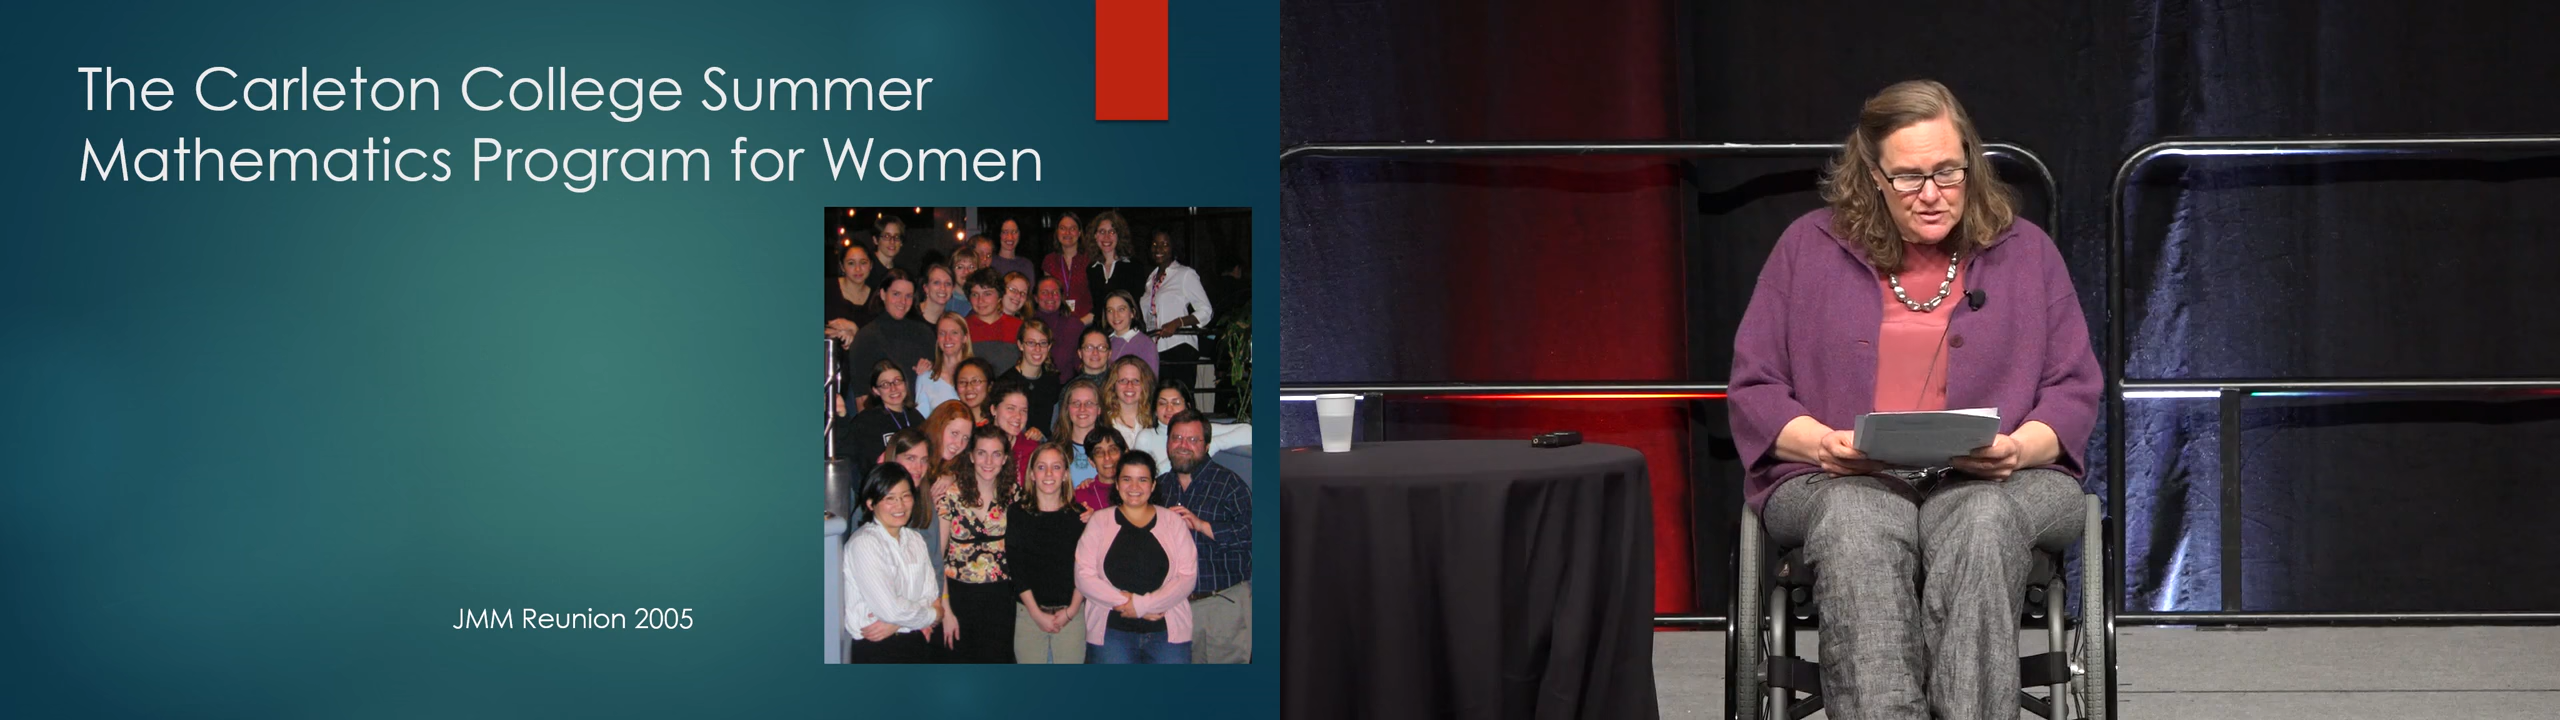 The Carleton College Summer
Mathematics Program for Women
JMM Reunion 2005